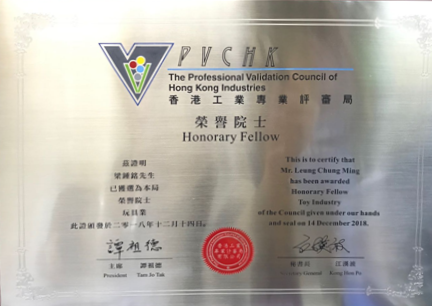 PVCHK
The Professional Validation Council of
Hong Kong Industries
香港工業專業評審局
榮譽院士
Honorary Fellow
茲證明
梁鍾銘先生
已獲選為本局
榮譽院士
玩具業
此證頒發於二零一八年十二月十四日。
This is to certify that
Mr. Leung Chung Ming
has been awarded
Honorary Fellow
Toy Industry
of the Council given under our hands
and seal on 14 December 2018.
譚祖德
主席 譚祖德
President Tam Jo Tak
General